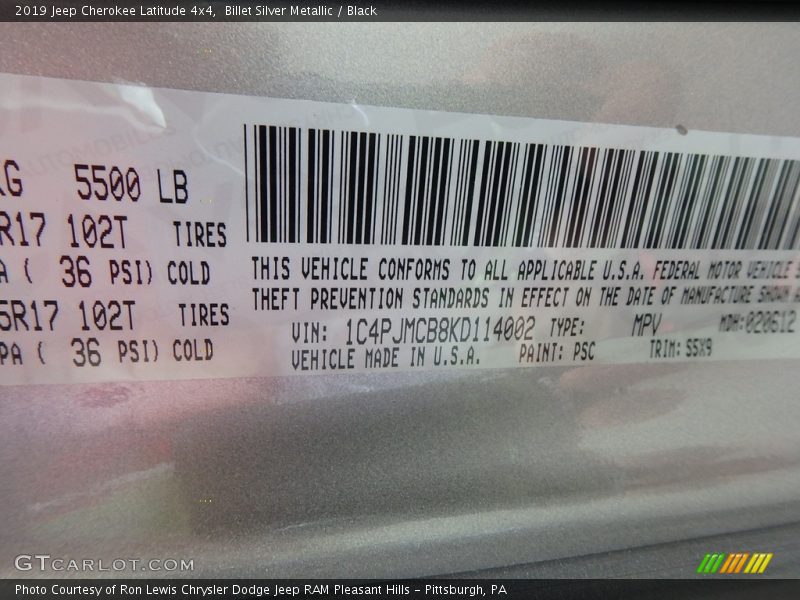 2019 Jeep Cherokee Latitude 4x4,  Billet Silver Metallic / Black
5500 LB
R17 102T TIRES
( 36 PSI) COLD
5R17 102T TIRES
PA ( 36 PSI) COLD
THIS VEHICLE CONFORMS TO ALL APPLICABLE U.S.A. FEDERAL MOTOR VEHICLE
THEFT PREVENTION STANDARDS IN EFFECT ON THE DATE OF MANUFACTURE SHOWN
VIN: 1C4PJMCB8KD114002 TYPE: MPV MDH:020612
VEHICLE MADE IN U.S.A. PAINT: PSC TRIM: S5X9
GTCARLOT.COM
Photo Courtesy of Ron Lewis Chrysler Dodge Jeep RAM Pleasant Hills - Pittsburgh, PA